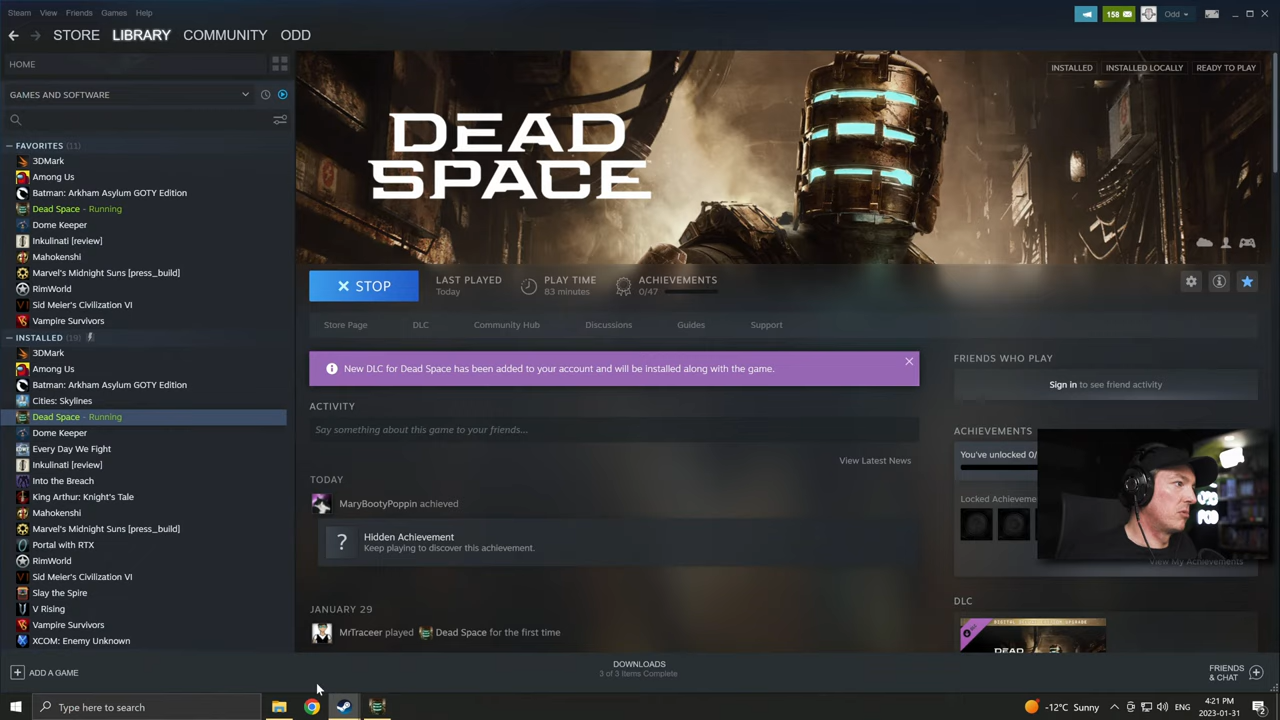 Steam View Friends Games Help
158 Odd
STORE LIBRARY COMMUNITY ODD
HOME
GAMES AND SOFTWARE
FAVORITES (11)
3DMark
Among Us
Batman: Arkham Asylum GOTY Edition
Dead Space - Running
Dome Keeper
Inkulinati [review]
Mahokenshi
Marvel's Midnight Suns [press_build]
RimWorld
Sid Meier's Civilization VI
Vampire Survivors
INSTALLED (19)
3DMark
Among Us
Batman: Arkham Asylum GOTY Edition
Cities: Skylines
Dead Space - Running
Dome Keeper
Every Day We Fight
Inkulinati [review]
Into the Breach
King Arthur: Knight's Tale
Mahokenshi
Marvel's Midnight Suns [press_build]
Portal with RTX
RimWorld
Sid Meier's Civilization VI
Slay the Spire
V Rising
Vampire Survivors
XCOM: Enemy Unknown
ADD A GAME
INSTALLED INSTALLED LOCALLY READY TO PLAY
DEAD
SPACE
STOP
LAST PLAYED
Today
PLAY TIME
83 minutes
ACHIEVEMENTS
0/47
Store Page DLC Community Hub Discussions Guides Support
New DLC for Dead Space has been added to your account and will be installed along with the game.
ACTIVITY
Say something about this game to your friends...
View Latest News
TODAY
MaryBootyPoppin achieved
?
Hidden Achievement
Keep playing to discover this achievement.
JANUARY 29
MrTraceer played Dead Space for the first time
FRIENDS WHO PLAY
Sign in to see friend activity
ACHIEVEMENTS
You've unlocked 0/
Locked Achieveme
View My Achievements
DLC
DEAD
DOWNLOADS
3 of 3 Items Complete
FRIENDS
& CHAT
Type here to search
-12°C Sunny
4:21 PM
2023-01-31
2